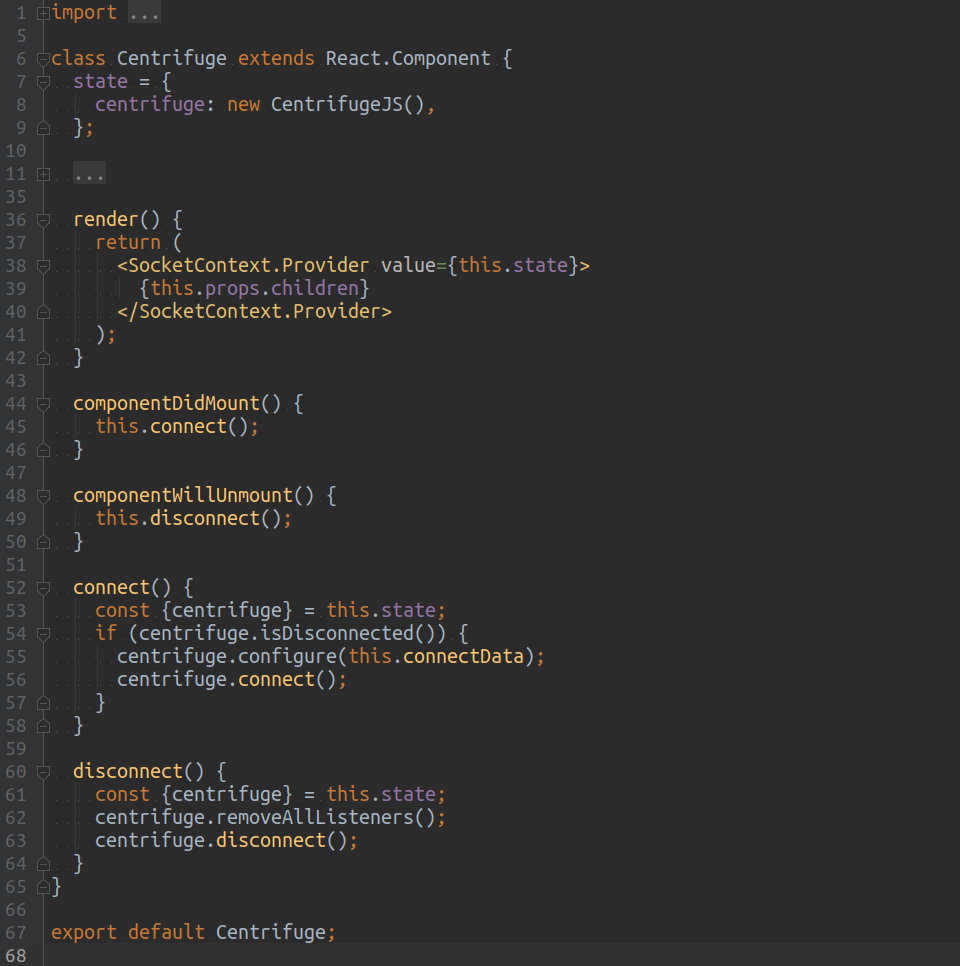 1 import ...
5
6 class Centrifuge extends React.Component {
7   state = {
8     centrifuge: new CentrifugeJS(),
9   };
10
11   ...
35
36   render() {
37     return (
38       <SocketContext.Provider value={this.state}>
39         {this.props.children}
40       </SocketContext.Provider>
41     );
42   }
43
44   componentDidMount() {
45     this.connect();
46   }
47
48   componentWillUnmount() {
49     this.disconnect();
50   }
51
52   connect() {
53     const {centrifuge} = this.state;
54     if (centrifuge.isDisconnected()) {
55       centrifuge.configure(this.connectData);
56       centrifuge.connect();
57     }
58   }
59
60   disconnect() {
61     const {centrifuge} = this.state;
62     centrifuge.removeAllListeners();
63     centrifuge.disconnect();
64   }
65 }
66
67 export default Centrifuge;
68